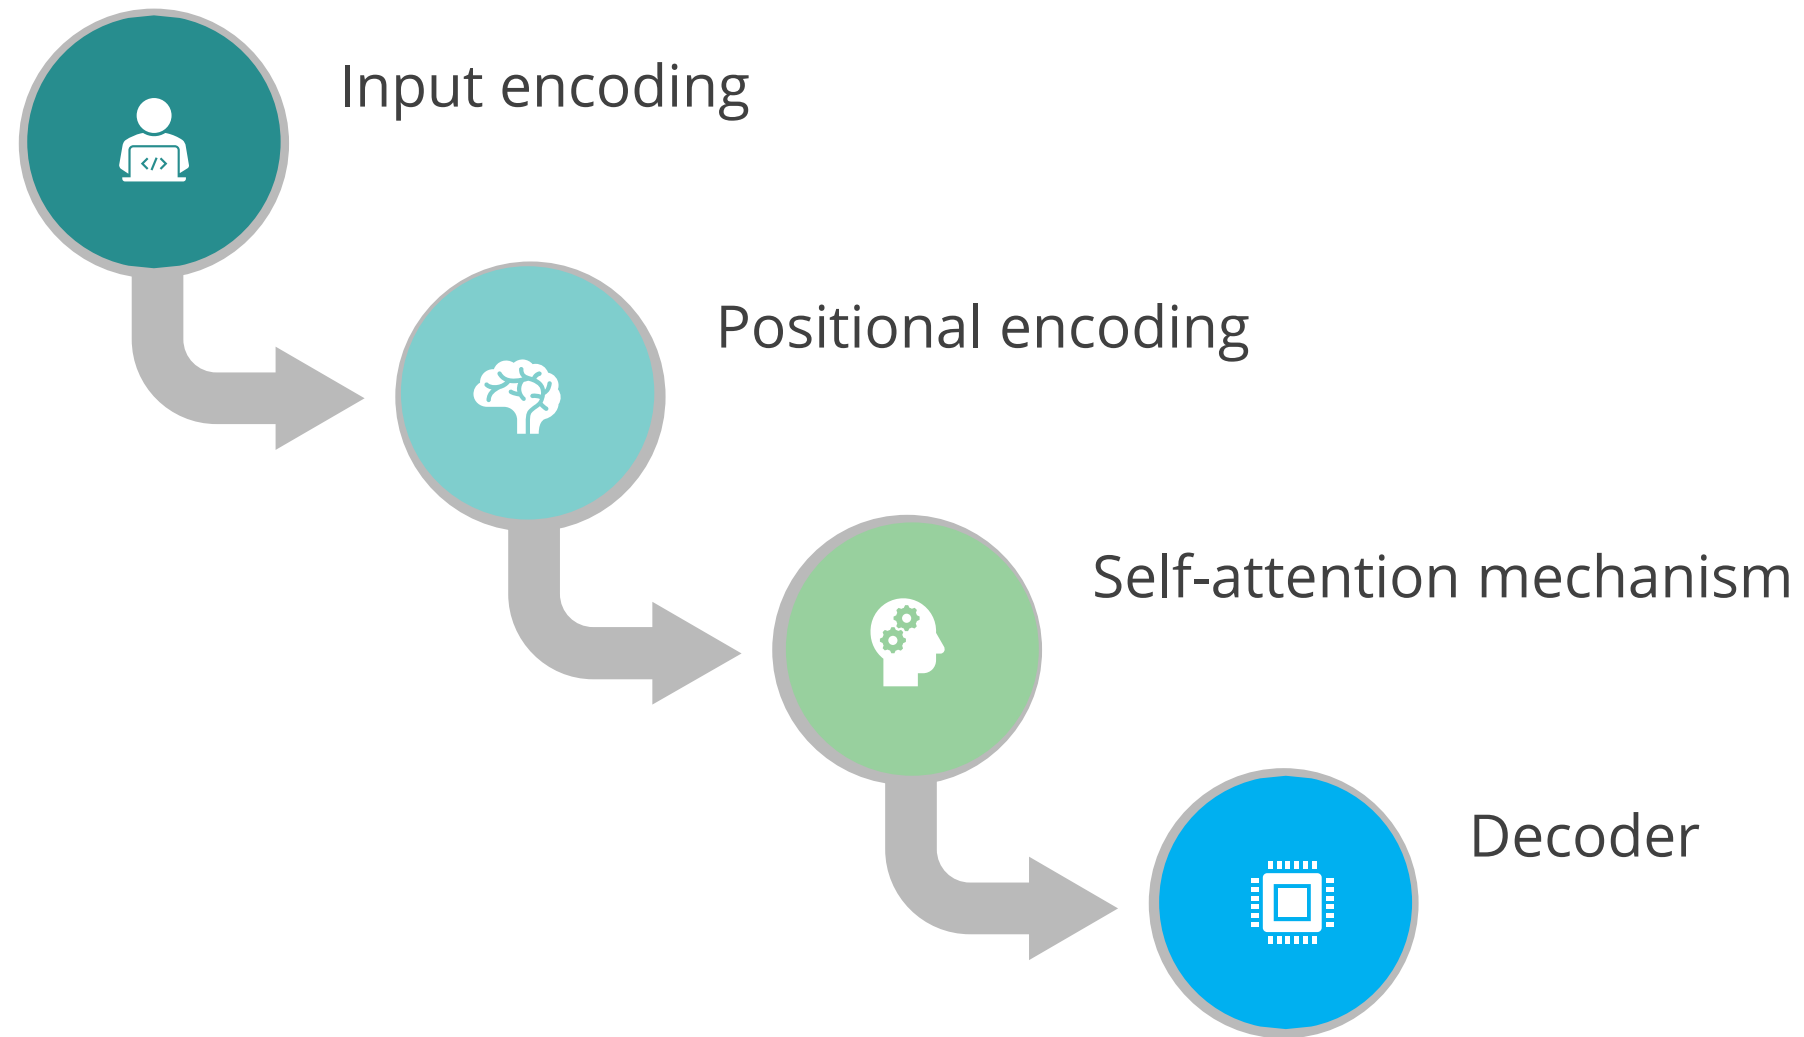 Input encoding
</>
Positional encoding
Self-attention mechanism
Decoder